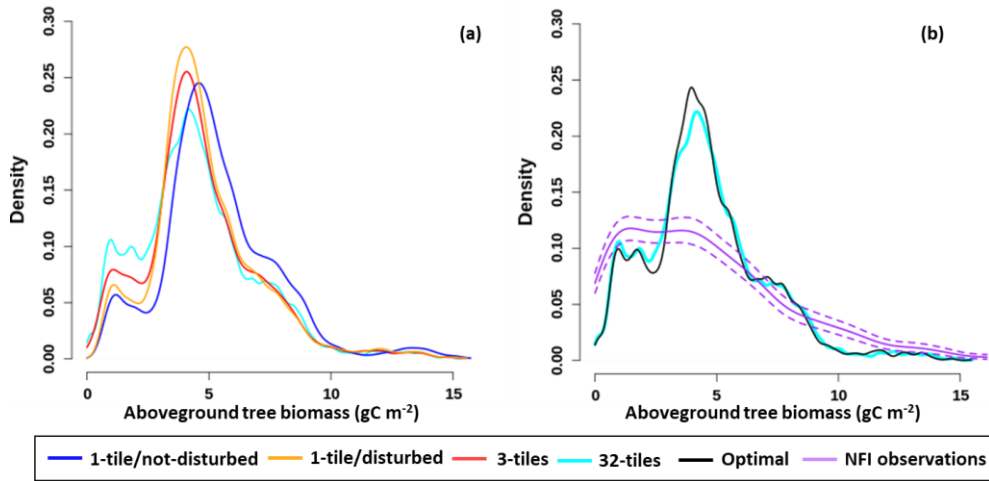 (a)
0.30
0.25
0.20
0.15
0.10
0.05
0.00
Density
0 5 10 15
Aboveground tree biomass (gC m⁻²)
(b)
0.30
0.25
0.20
0.15
0.10
0.05
0.00
Density
0 5 10 15
Aboveground tree biomass (gC m⁻²)
1-tile/not-disturbed 1-tile/disturbed 3-tiles 32-tiles Optimal NFI observations